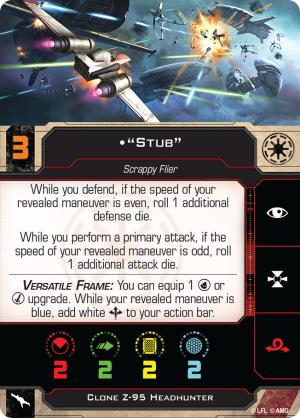 3
•“Stub”
Scrappy Flier
While you defend, if the speed of your
revealed maneuver is even, roll 1 additional
defense die.
While you perform a primary attack, if the
speed of your revealed maneuver is odd, roll
1 additional attack die.
Versatile Frame: You can equip 1 or
upgrade. While your revealed maneuver is
blue, add white to your action bar.
2 2 2 2
Clone Z-95 Headhunter
© LFL © AMG